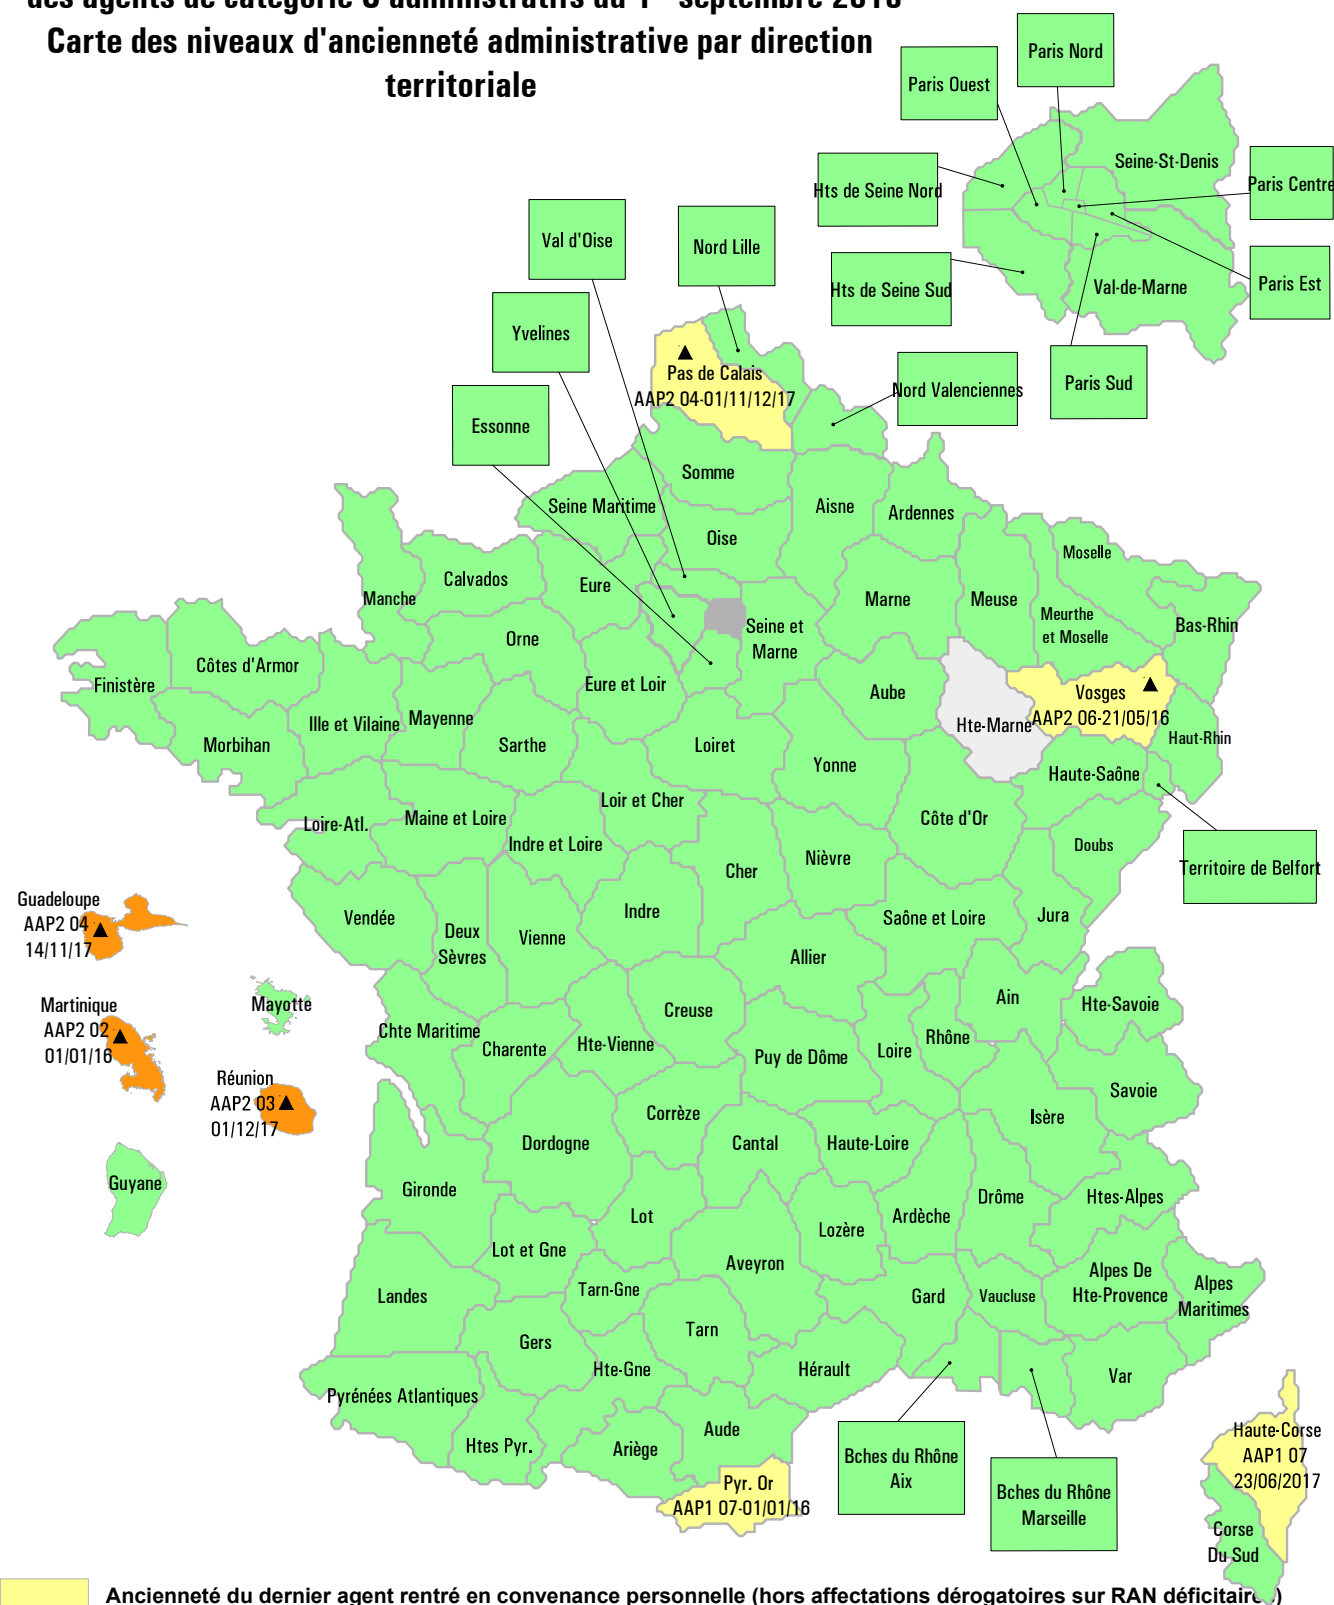 des agents de catégorie C administratifs au 1er septembre 2018
Carte des niveaux d'ancienneté administrative par direction
territoriale
Paris Nord
Paris Ouest
Seine-St-Denis
Hts de Seine Nord
Paris Centre
Val d'Oise
Nord Lille
Hts de Seine Sud
Val-de-Marne
Paris Est
Yvelines
Pas de Calais
AAP2 04-01/11/12/17
Paris Sud
Nord Valenciennes
Essonne
Somme
Seine Maritime
Aisne
Ardennes
Oise
Moselle
Calvados
Eure
Manche
Marne
Meuse
Meurthe
et Moselle
Bas-Rhin
Seine et
Marne
Orne
Côtes d'Armor
Finistère
Eure et Loir
Aube
Vosges
AAP2 06-21/05/16
Ille et Vilaine
Mayenne
Hte-Marne
Morbihan
Sarthe
Loiret
Haut-Rhin
Yonne
Haute-Saône
Loir et Cher
Loire-Atl.
Maine et Loire
Côte d'Or
Indre et Loire
Doubs
Nièvre
Cher
Territoire de Belfort
Guadeloupe
AAP2 04
14/11/17
Vendée
Deux
Sèvres
Vienne
Indre
Saône et Loire
Jura
Allier
Mayotte
Martinique
AAP2 02
01/01/16
Ain
Hte-Savoie
Creuse
Chte Maritime
Charente
Hte-Vienne
Puy de Dôme
Loire
Rhône
Réunion
AAP2 03
01/12/17
Savoie
Corrèze
Isère
Dordogne
Cantal
Haute-Loire
Guyane
Gironde
Drôme
Htes-Alpes
Lot
Lozère
Ardèche
Lot et Gne
Aveyron
Alpes De
Hte-Provence
Alpes
Maritimes
Tarn-Gne
Landes
Gard
Vaucluse
Tarn
Gers
Hte-Gne
Hérault
Var
Pyrénées Atlantiques
Htes Pyr.
Ariège
Aude
Haute-Corse
AAP1 07
23/06/2017
Bches du Rhône
Aix
Pyr. Or
AAP1 07-01/01/16
Bches du Rhône
Marseille
Corse
Du Sud
Ancienneté du dernier agent rentré en convenance personnelle (hors affectations dérogatoires sur RAN déficitaires)